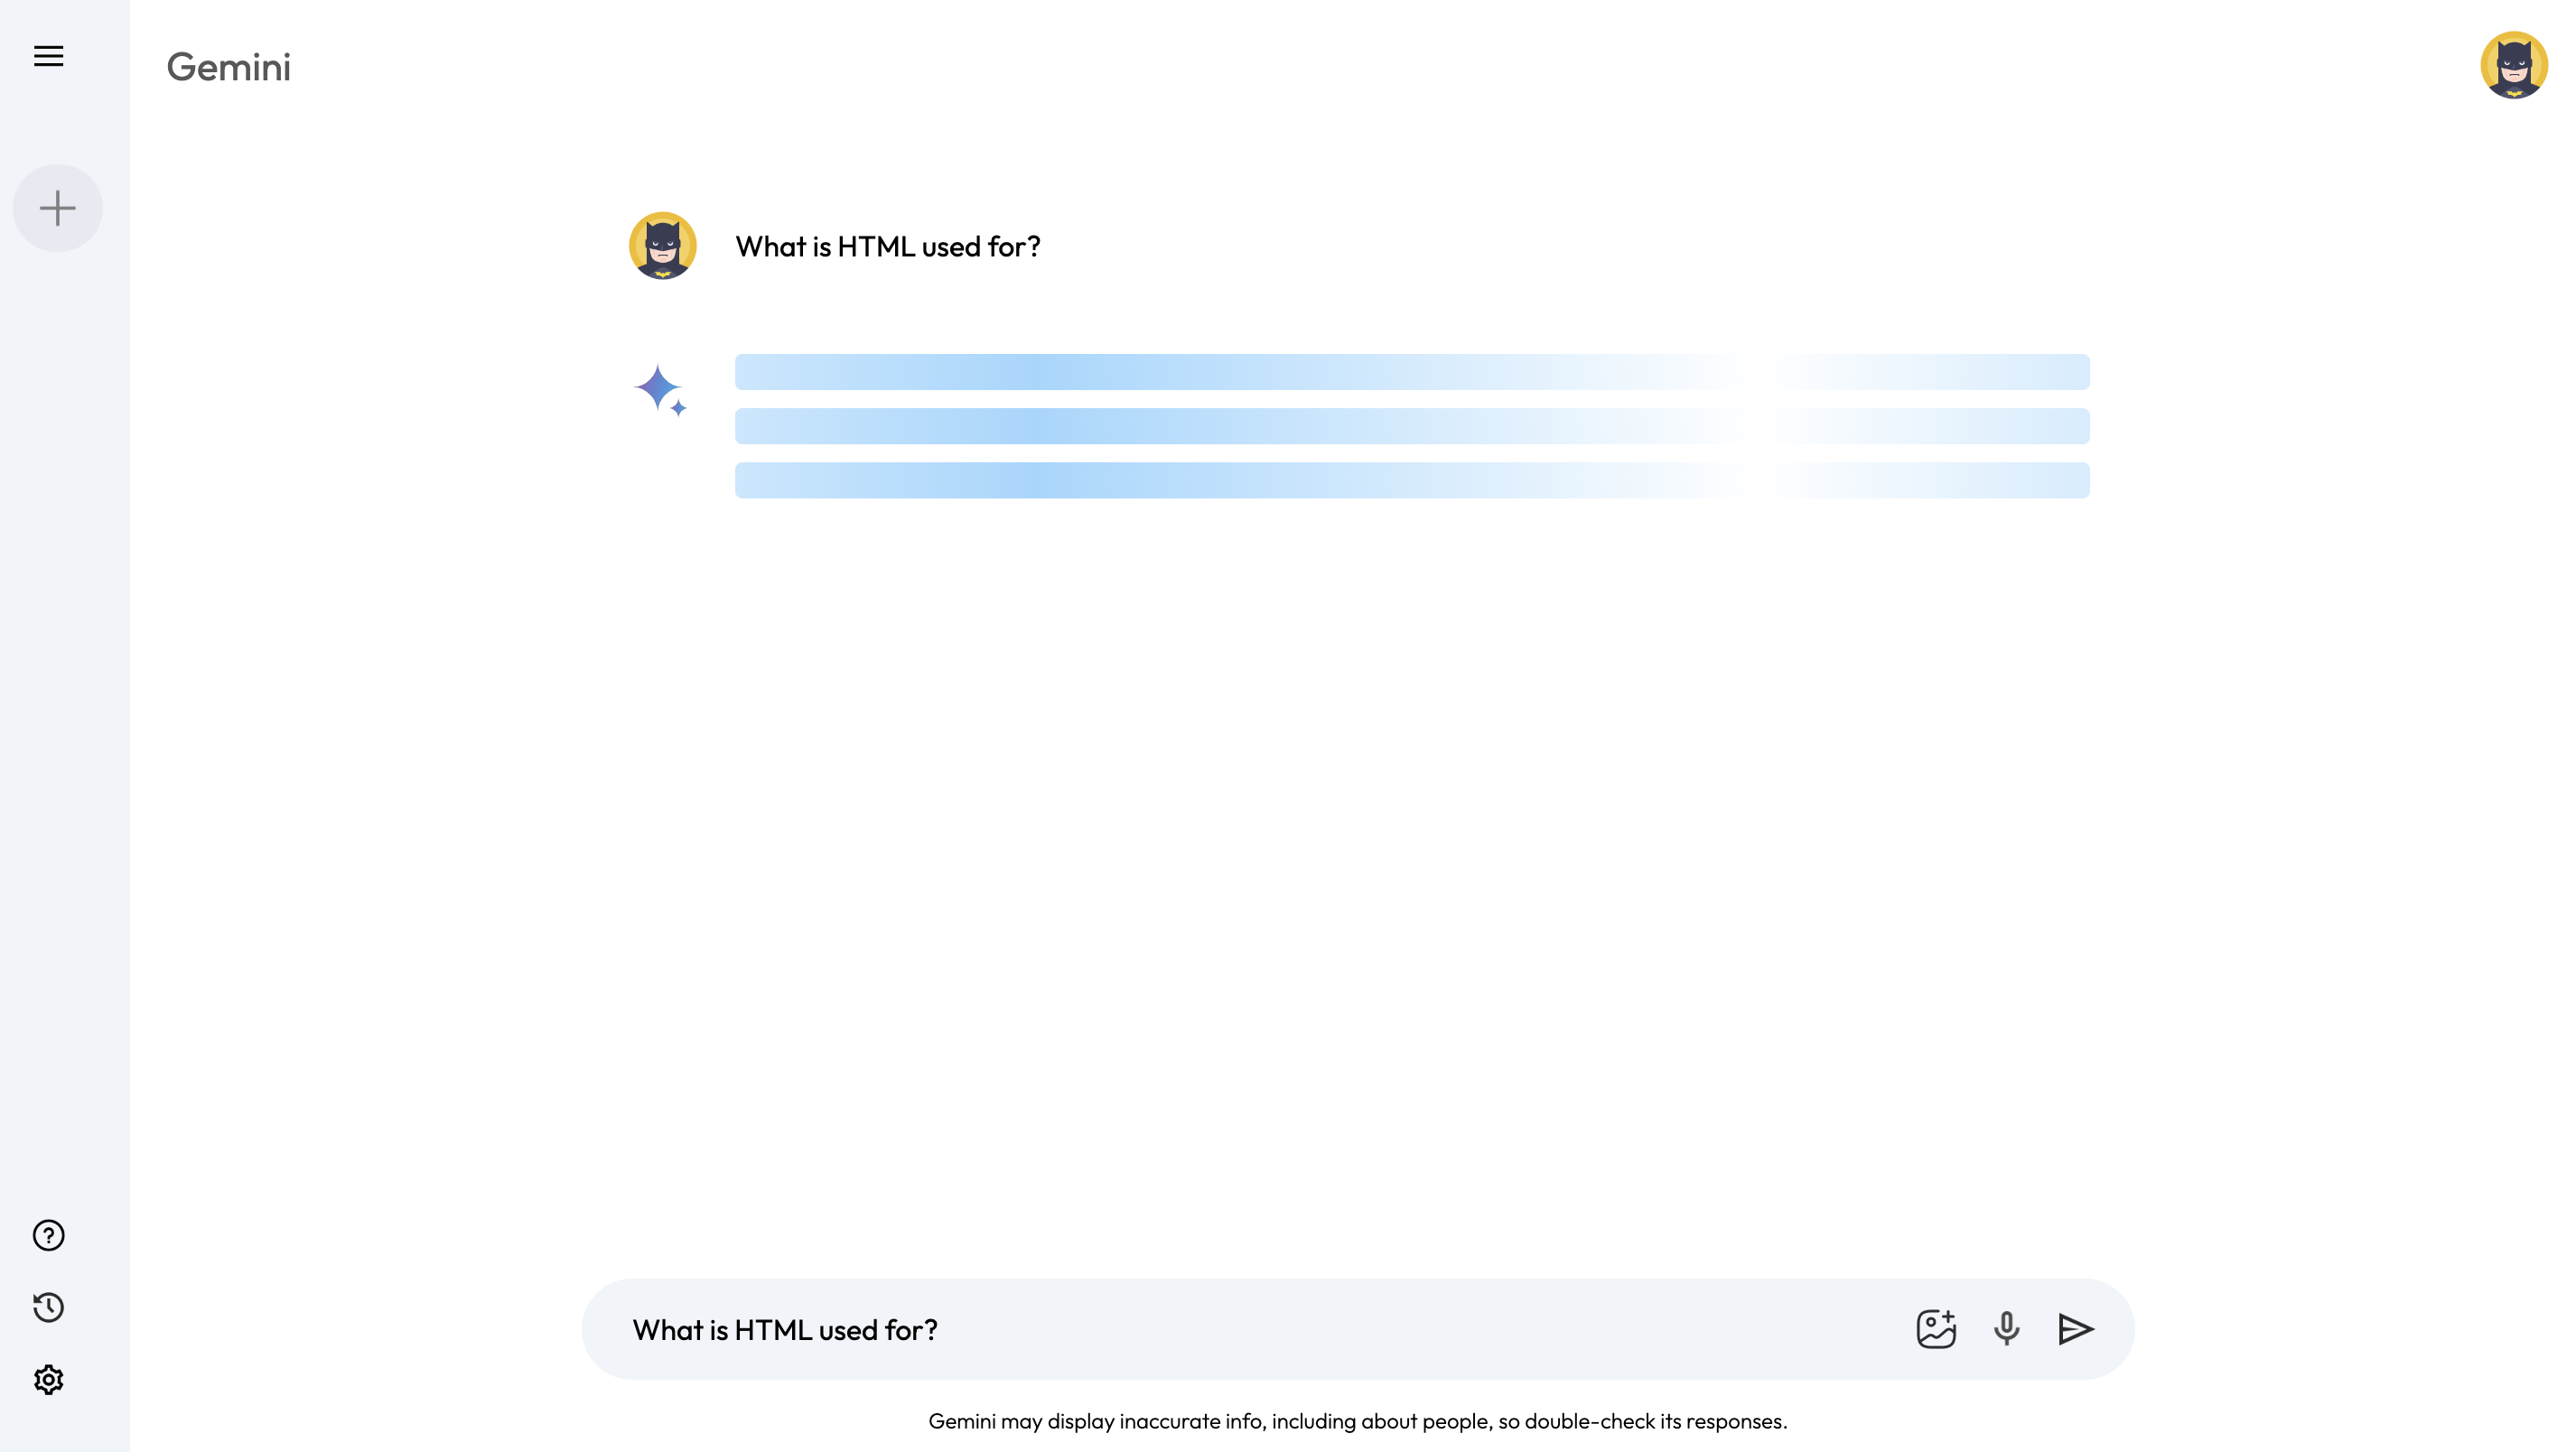 Gemini
What is HTML used for?
What is HTML used for?
Gemini may display inaccurate info, including about people, so double-check its responses.